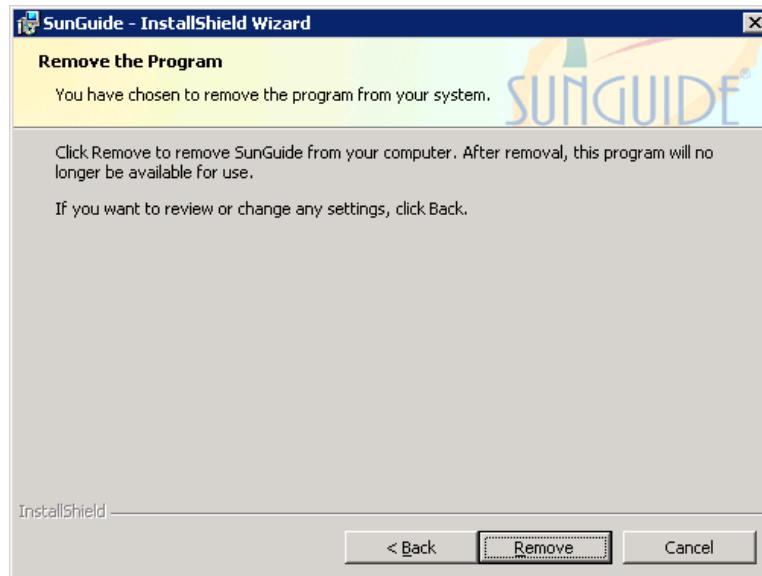 SunGuide - InstallShield Wizard
Remove the Program
You have chosen to remove the program from your system.
SUNGUIDE®
Click Remove to remove SunGuide from your computer. After removal, this program will no
longer be available for use.
If you want to review or change any settings, click Back.
InstallShield
< Back
Remove
Cancel